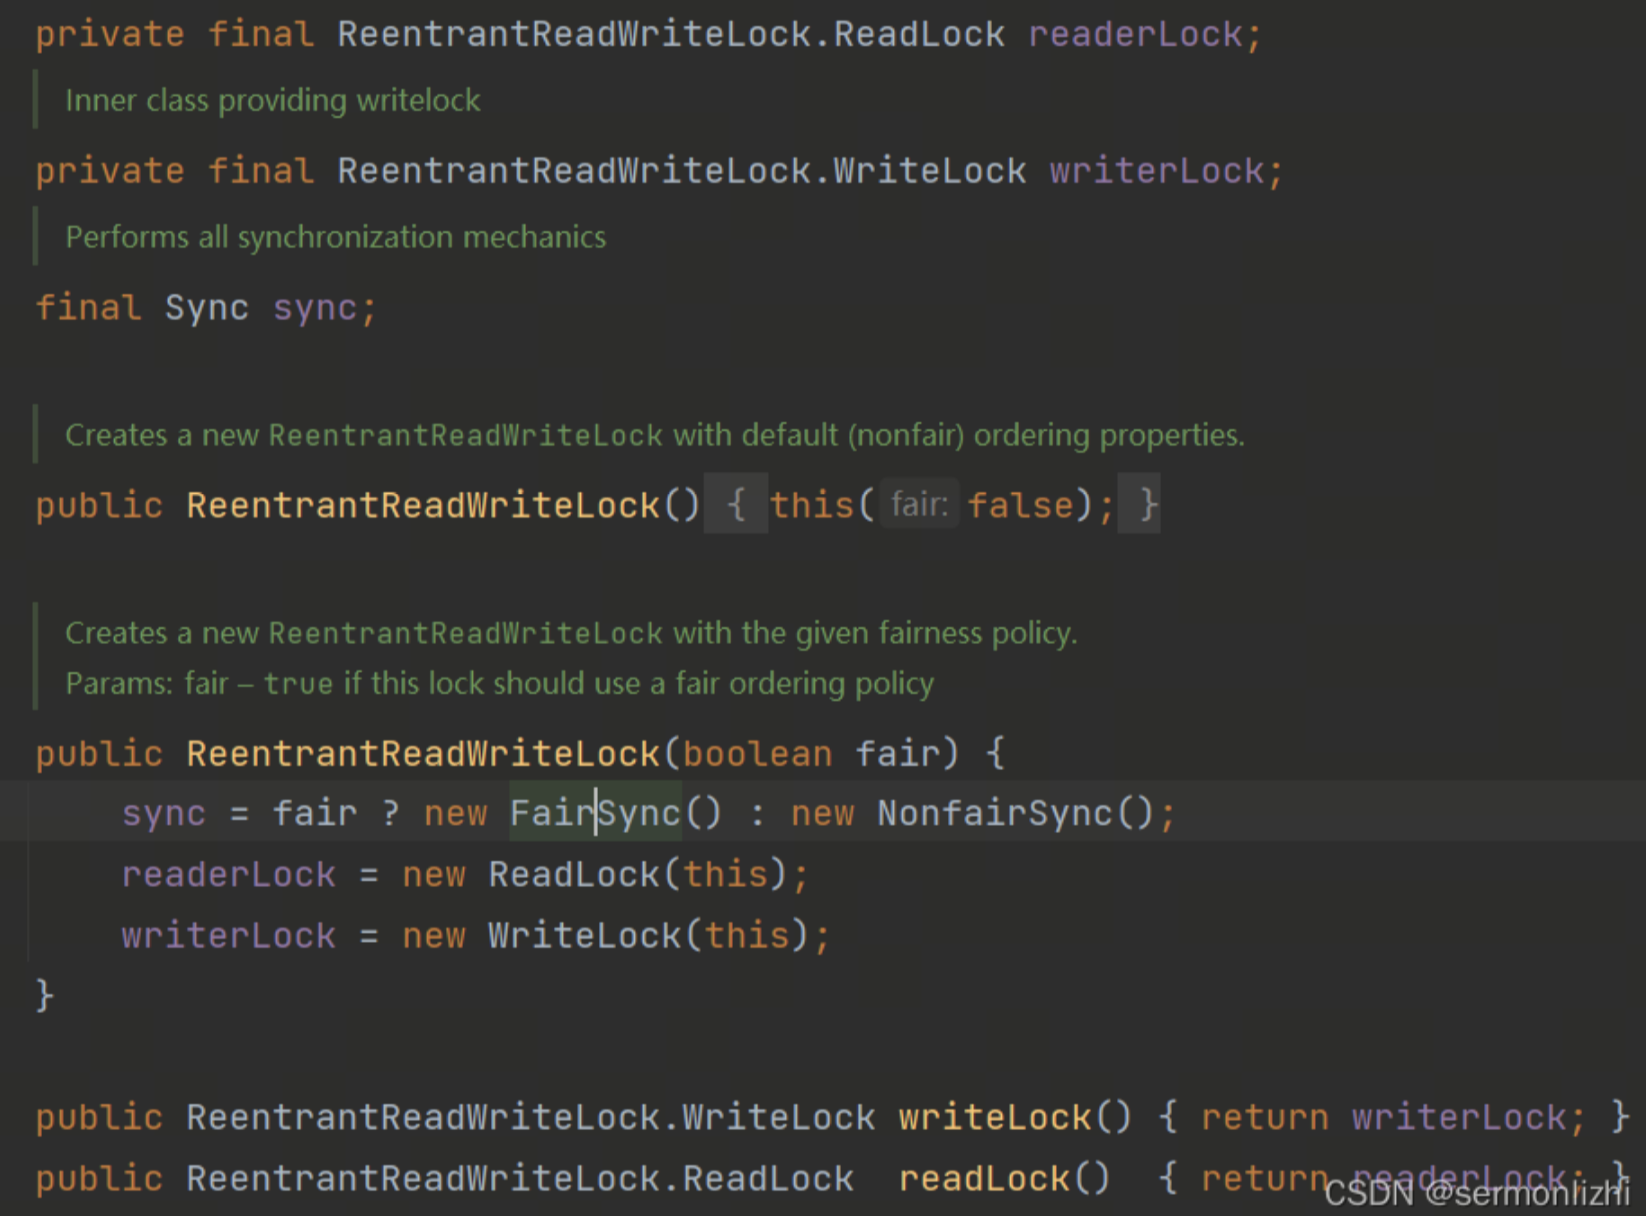 private final ReentrantReadWriteLock.ReadLock readerLock;
Inner class providing writelock
private final ReentrantReadWriteLock.WriteLock writerLock;
Performs all synchronization mechanics
final Sync sync;
Creates a new ReentrantReadWriteLock with default (nonfair) ordering properties.
public ReentrantReadWriteLock() { this( fair: false); }
Creates a new ReentrantReadWriteLock with the given fairness policy.
Params: fair – true if this lock should use a fair ordering policy
public ReentrantReadWriteLock(boolean fair) {
sync = fair ? new FairSync() : new NonfairSync();
readerLock = new ReadLock(this);
writerLock = new WriteLock(this);
}
public ReentrantReadWriteLock.WriteLock writeLock() { return writerLock; }
public ReentrantReadWriteLock.ReadLock  readLock()  { return readerLock; }
CSDN @sermonlizhi